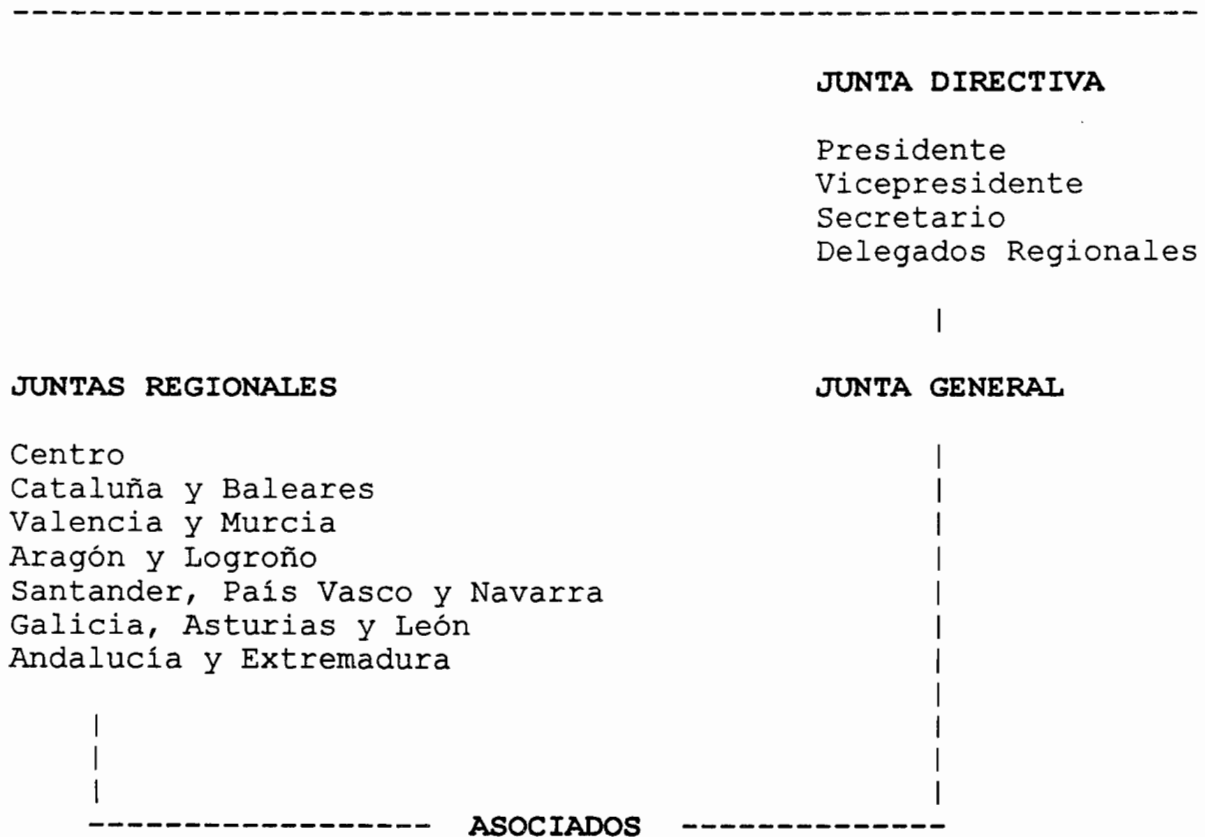 JUNTA DIRECTIVA
Presidente
Vicepresidente
Secretario
Delegados Regionales
JUNTAS REGIONALES
JUNTA GENERAL
Centro
Cataluña y Baleares
Valencia y Murcia
Aragón y Logroño
Santander, País Vasco y Navarra
Galicia, Asturias y León
Andalucía y Extremadura
ASOCIADOS